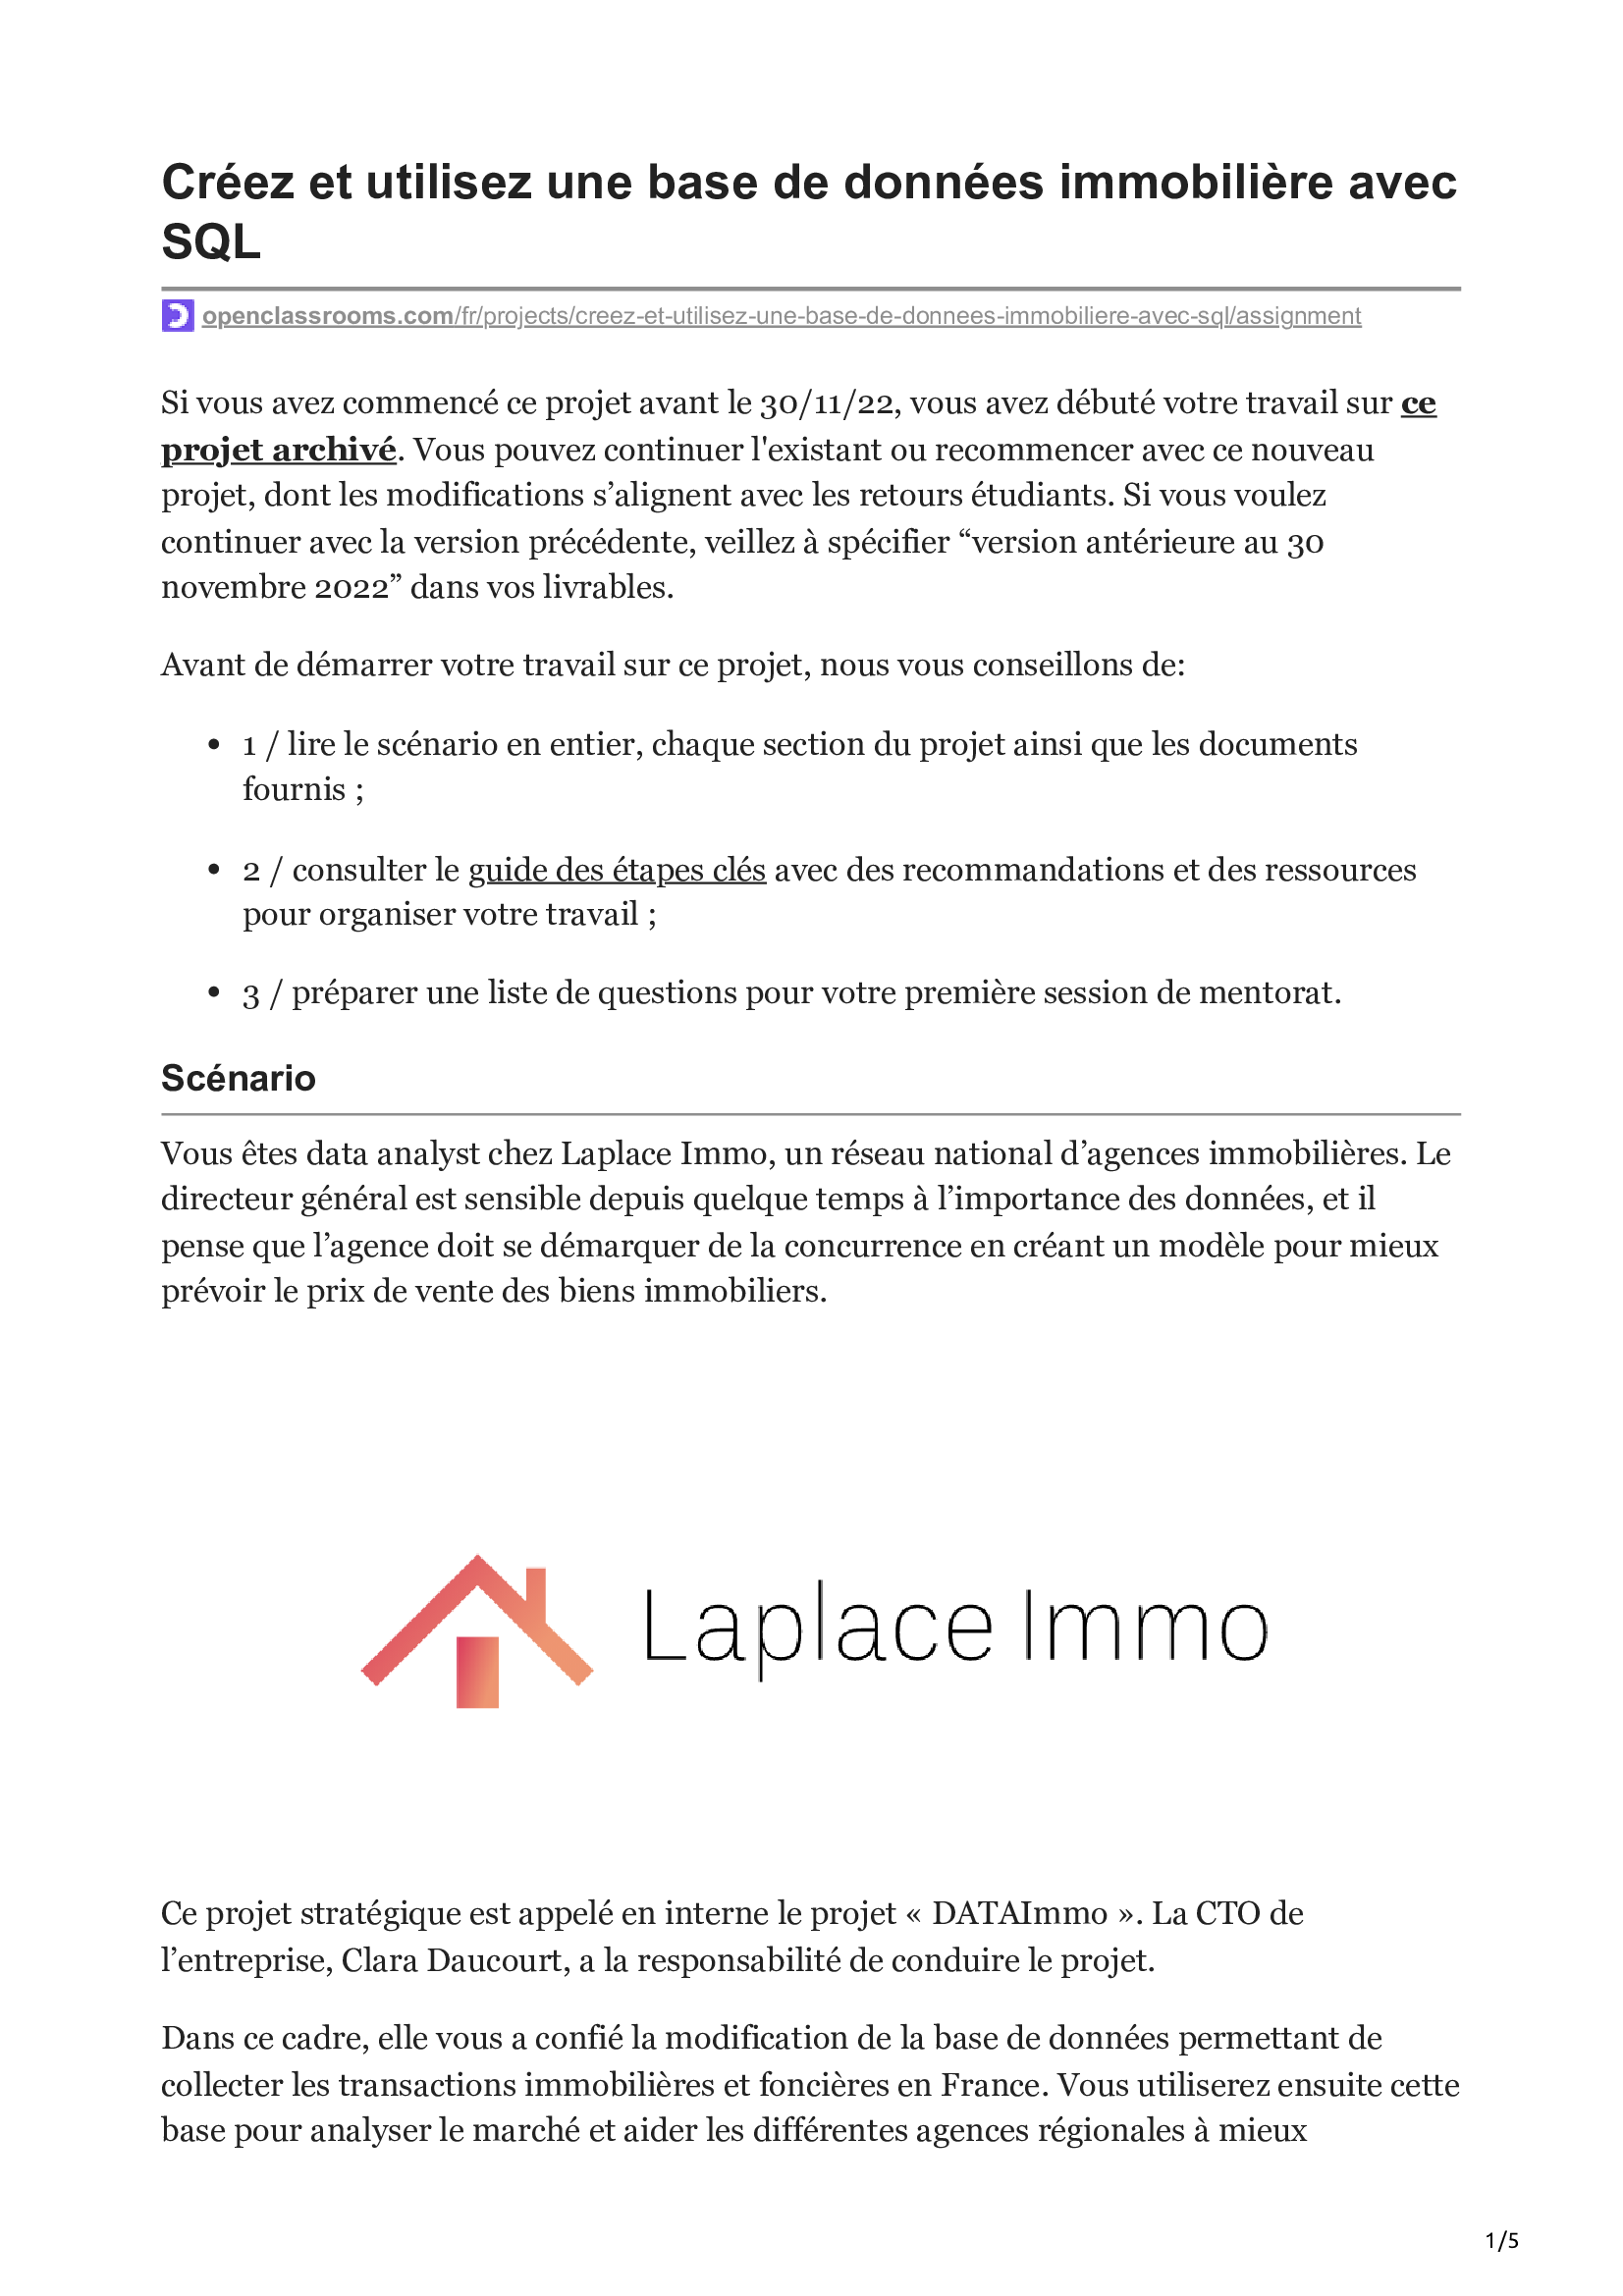 Créez et utilisez une base de données immobilière avec
SQL
openclassrooms.com/fr/projects/creez-et-utilisez-une-base-de-donnees-immobiliere-avec-sql/assignment
Si vous avez commencé ce projet avant le 30/11/22, vous avez débuté votre travail sur ce
projet archivé. Vous pouvez continuer l'existant ou recommencer avec ce nouveau
projet, dont les modifications s’alignent avec les retours étudiants. Si vous voulez
continuer avec la version précédente, veillez à spécifier “version antérieure au 30
novembre 2022” dans vos livrables.
Avant de démarrer votre travail sur ce projet, nous vous conseillons de:
• 1 / lire le scénario en entier, chaque section du projet ainsi que les documents
fournis ;
• 2 / consulter le guide des étapes clés avec des recommandations et des ressources
pour organiser votre travail ;
• 3 / préparer une liste de questions pour votre première session de mentorat.
Scénario
Vous êtes data analyst chez Laplace Immo, un réseau national d’agences immobilières. Le
directeur général est sensible depuis quelque temps à l’importance des données, et il
pense que l’agence doit se démarquer de la concurrence en créant un modèle pour mieux
prévoir le prix de vente des biens immobiliers.
Laplace Immo
Ce projet stratégique est appelé en interne le projet « DATAImmo ». La CTO de
l’entreprise, Clara Daucourt, a la responsabilité de conduire le projet.
Dans ce cadre, elle vous a confié la modification de la base de données permettant de
collecter les transactions immobilières et foncières en France. Vous utiliserez ensuite cette
base pour analyser le marché et aider les différentes agences régionales à mieux
1/5